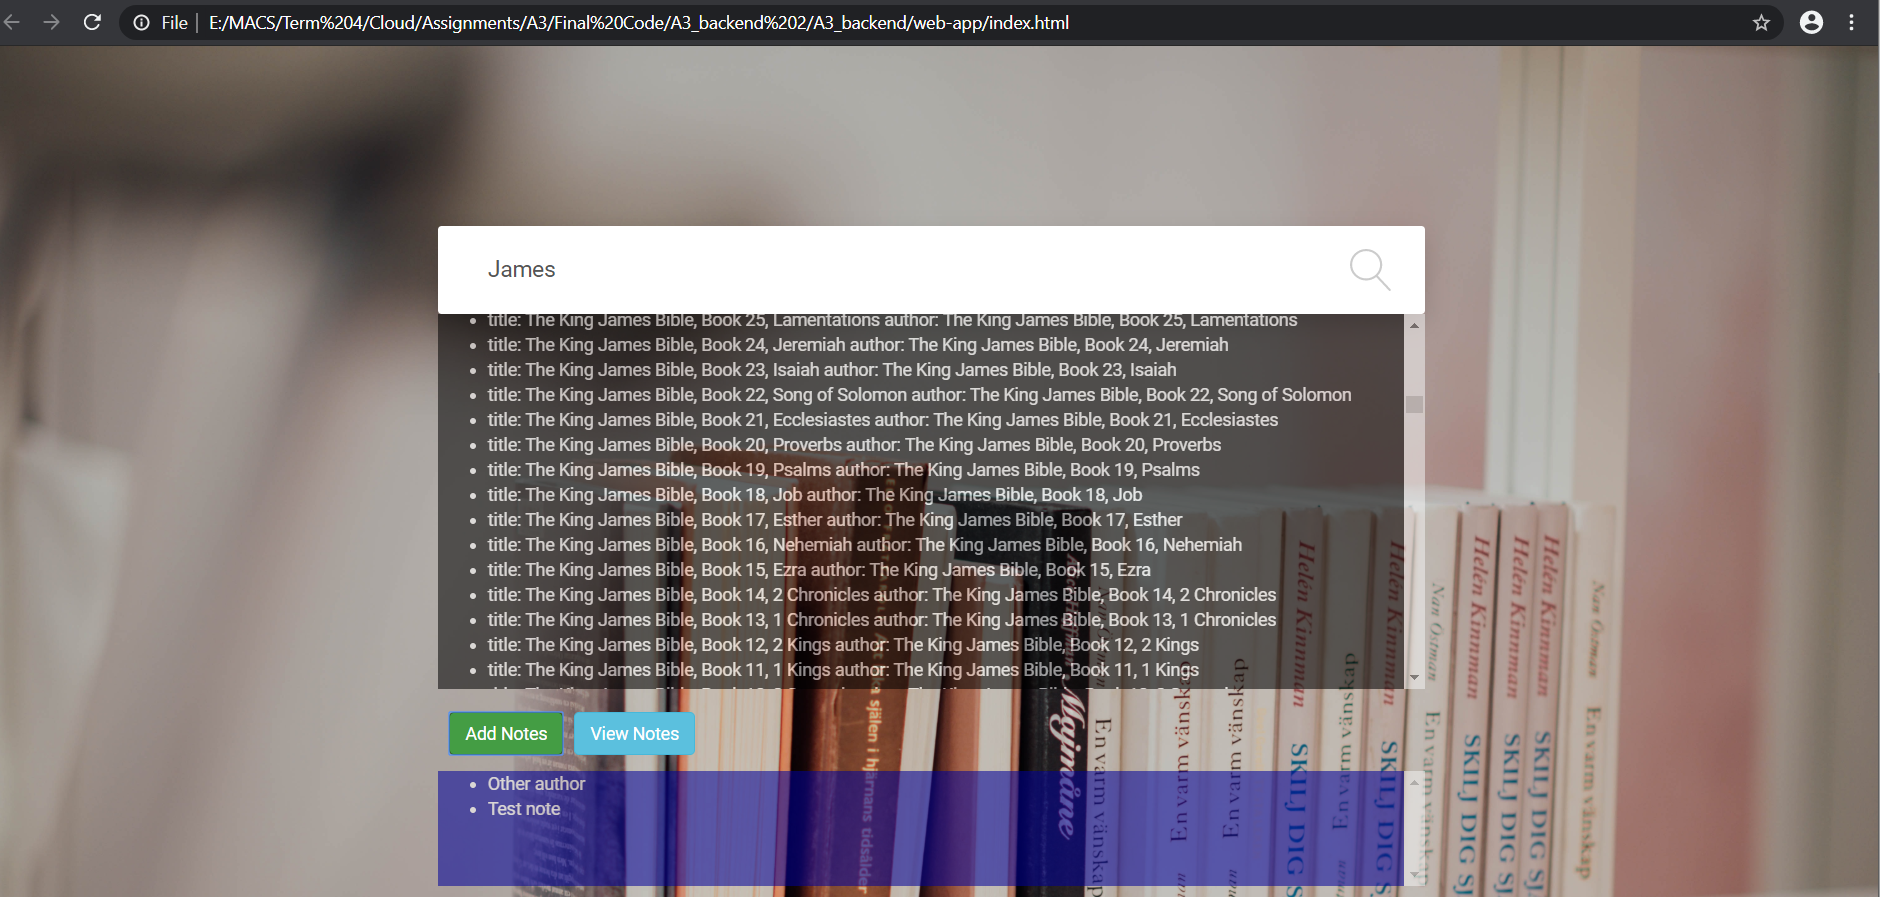 File | E:/MACS/Term%204/Cloud/Assignments/A3/Final%20Code/A3_backend%202/A3_backend/web-app/index.html
James
title: The King James Bible, Book 25, Lamentations author: The King James Bible, Book 25, Lamentations
title: The King James Bible, Book 24, Jeremiah author: The King James Bible, Book 24, Jeremiah
title: The King James Bible, Book 23, Isaiah author: The King James Bible, Book 23, Isaiah
title: The King James Bible, Book 22, Song of Solomon author: The King James Bible, Book 22, Song of Solomon
title: The King James Bible, Book 21, Ecclesiastes author: The King James Bible, Book 21, Ecclesiastes
title: The King James Bible, Book 20, Proverbs author: The King James Bible, Book 20, Proverbs
title: The King James Bible, Book 19, Psalms author: The King James Bible, Book 19, Psalms
title: The King James Bible, Book 18, Job author: The King James Bible, Book 18, Job
title: The King James Bible, Book 17, Esther author: The King James Bible, Book 17, Esther
title: The King James Bible, Book 16, Nehemiah author: The King James Bible, Book 16, Nehemiah
title: The King James Bible, Book 15, Ezra author: The King James Bible, Book 15, Ezra
title: The King James Bible, Book 14, 2 Chronicles author: The King James Bible, Book 14, 2 Chronicles
title: The King James Bible, Book 13, 1 Chronicles author: The King James Bible, Book 13, 1 Chronicles
title: The King James Bible, Book 12, 2 Kings author: The King James Bible, Book 12, 2 Kings
title: The King James Bible, Book 11, 1 Kings author: The King James Bible, Book 11, 1 Kings
Add Notes
View Notes
Other author
Test note
själen i hjärnans tidsålder
Majmåne
En varm vänskap
En varm vänskap
En varm vänskap
Helén Kinnman
SKILJ DIG S
En varm vänskap
Helén Kinnman
SKILJ DIG SJ
Nan Östman
En varm vänskap
Helén Kinnman
SKILJ DIG SJ
Helén Kinnman
SKILJ DIG SJ
Helén Kinnman
SKILJ DIG SJ
Nan Östman
En varm vänskap